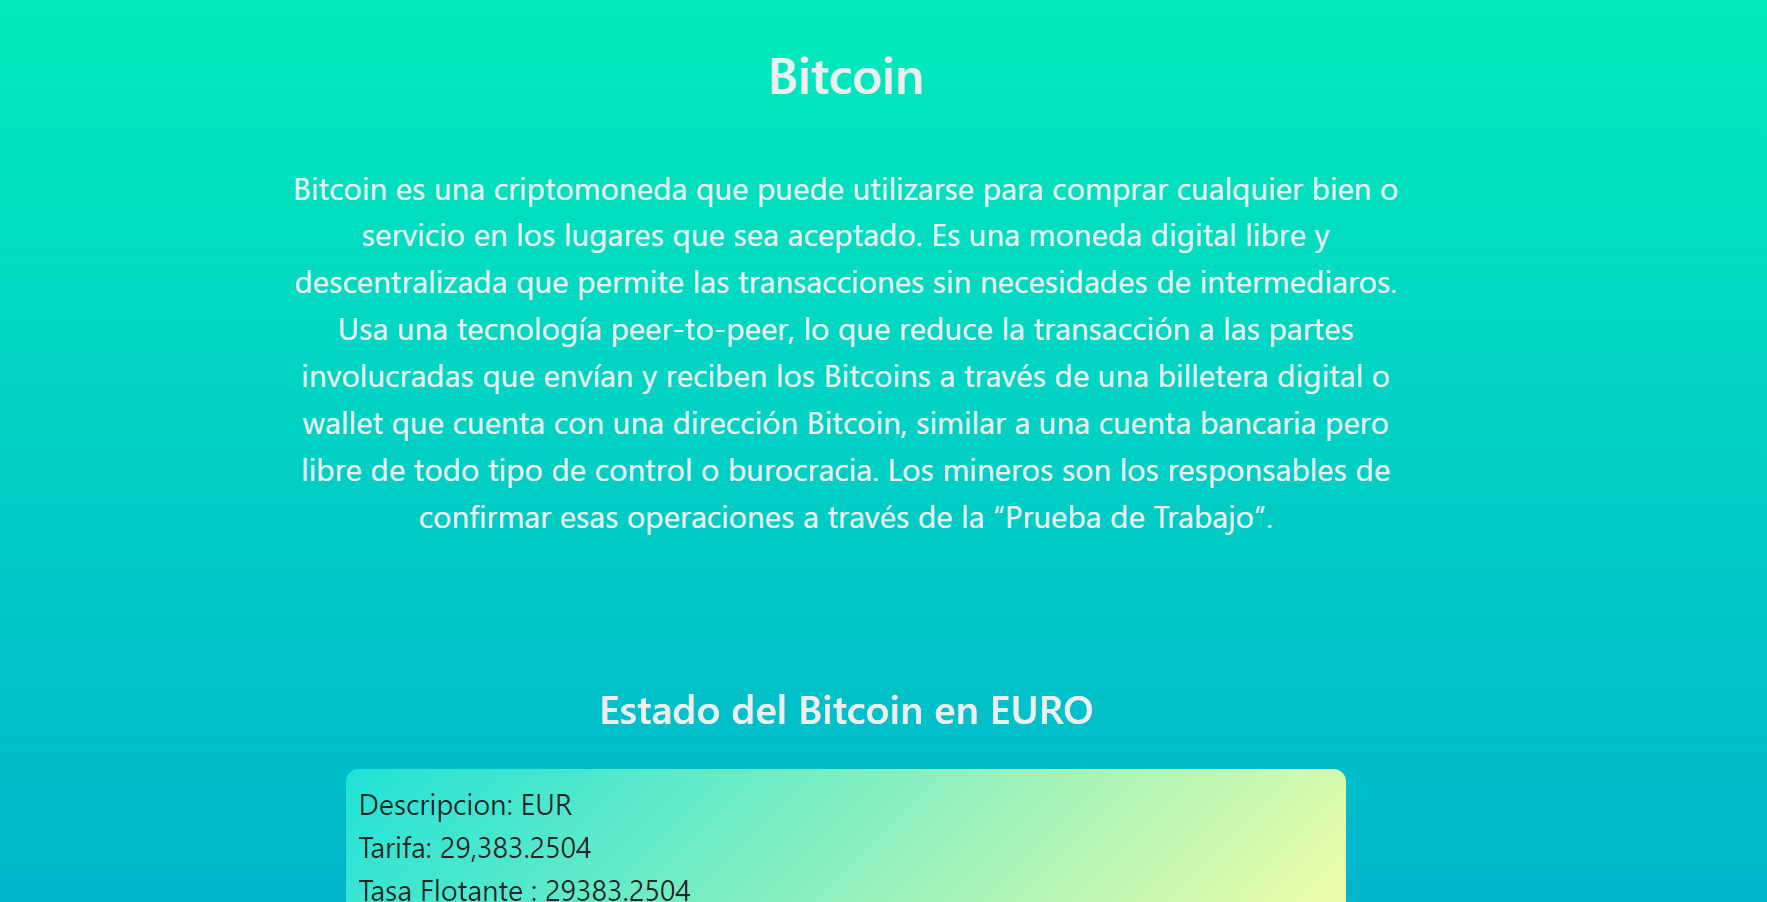 Bitcoin
Bitcoin es una criptomoneda que puede utilizarse para comprar cualquier bien o
servicio en los lugares que sea aceptado. Es una moneda digital libre y
descentralizada que permite las transacciones sin necesidades de intermediaros.
Usa una tecnología peer-to-peer, lo que reduce la transacción a las partes
involucradas que envían y reciben los Bitcoins a través de una billetera digital o
wallet que cuenta con una dirección Bitcoin, similar a una cuenta bancaria pero
libre de todo tipo de control o burocracia. Los mineros son los responsables de
confirmar esas operaciones a través de la “Prueba de Trabajo”.
Estado del Bitcoin en EURO
Descripcion: EUR
Tarifa: 29,383.2504
Tasa Flotante : 29383.2504